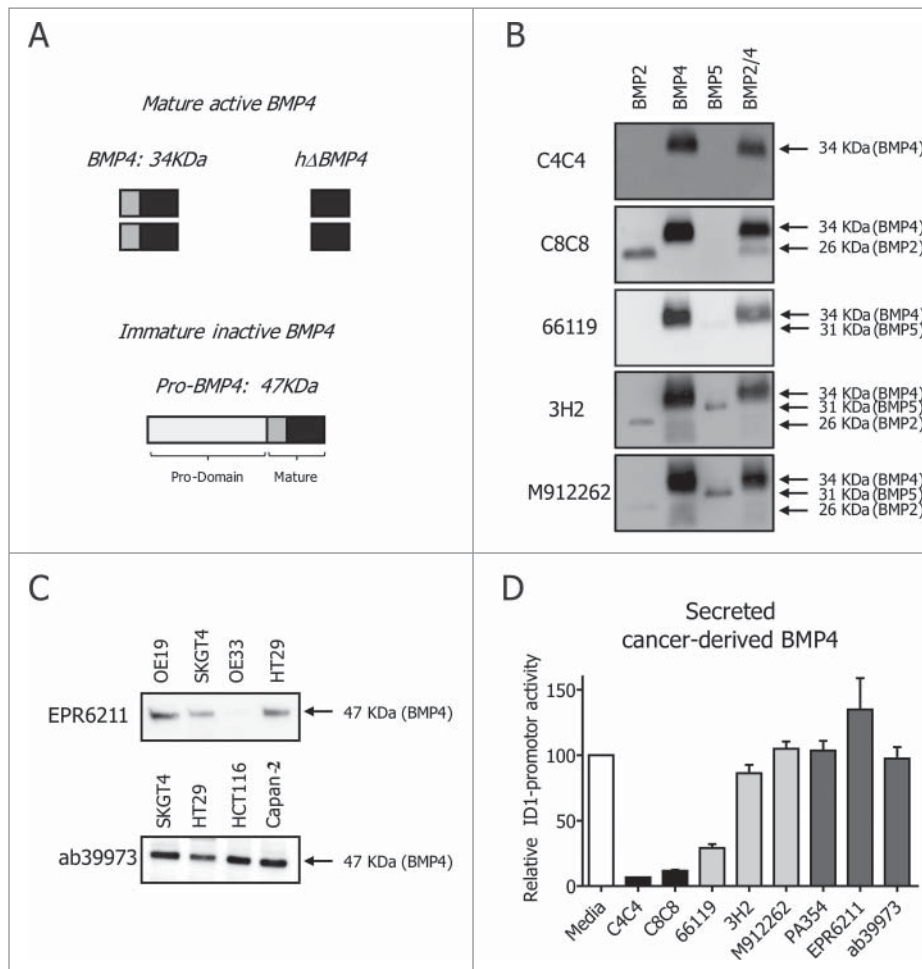 A
Mature active BMP4
BMP4: 34KDa
hΔBMP4
Immature inactive BMP4
Pro-BMP4: 47KDa
Pro-Domain
Mature
B
BMP2
BMP4
BMP5
BMP2/4
C4C4
34 KDa (BMP4)
C8C8
34 KDa (BMP4)
26 KDa (BMP2)
66119
34 KDa (BMP4)
31 KDa (BMP5)
3H2
34 KDa (BMP4)
31 KDa (BMP5)
26 KDa (BMP2)
M912262
34 KDa (BMP4)
31 KDa (BMP5)
26 KDa (BMP2)
C
OE19
SKGT4
OE33
HT29
EPR6211
47 KDa (BMP4)
SKGT4
HT29
HCT116
Capan-2
ab39973
47 KDa (BMP4)
D
Secreted
cancer-derived BMP4
Relative ID1-promotor activity
150
100
50
0
Media
C4C4
C8C8
66119
3H2
M912262
PA354
EPR6211
ab39973